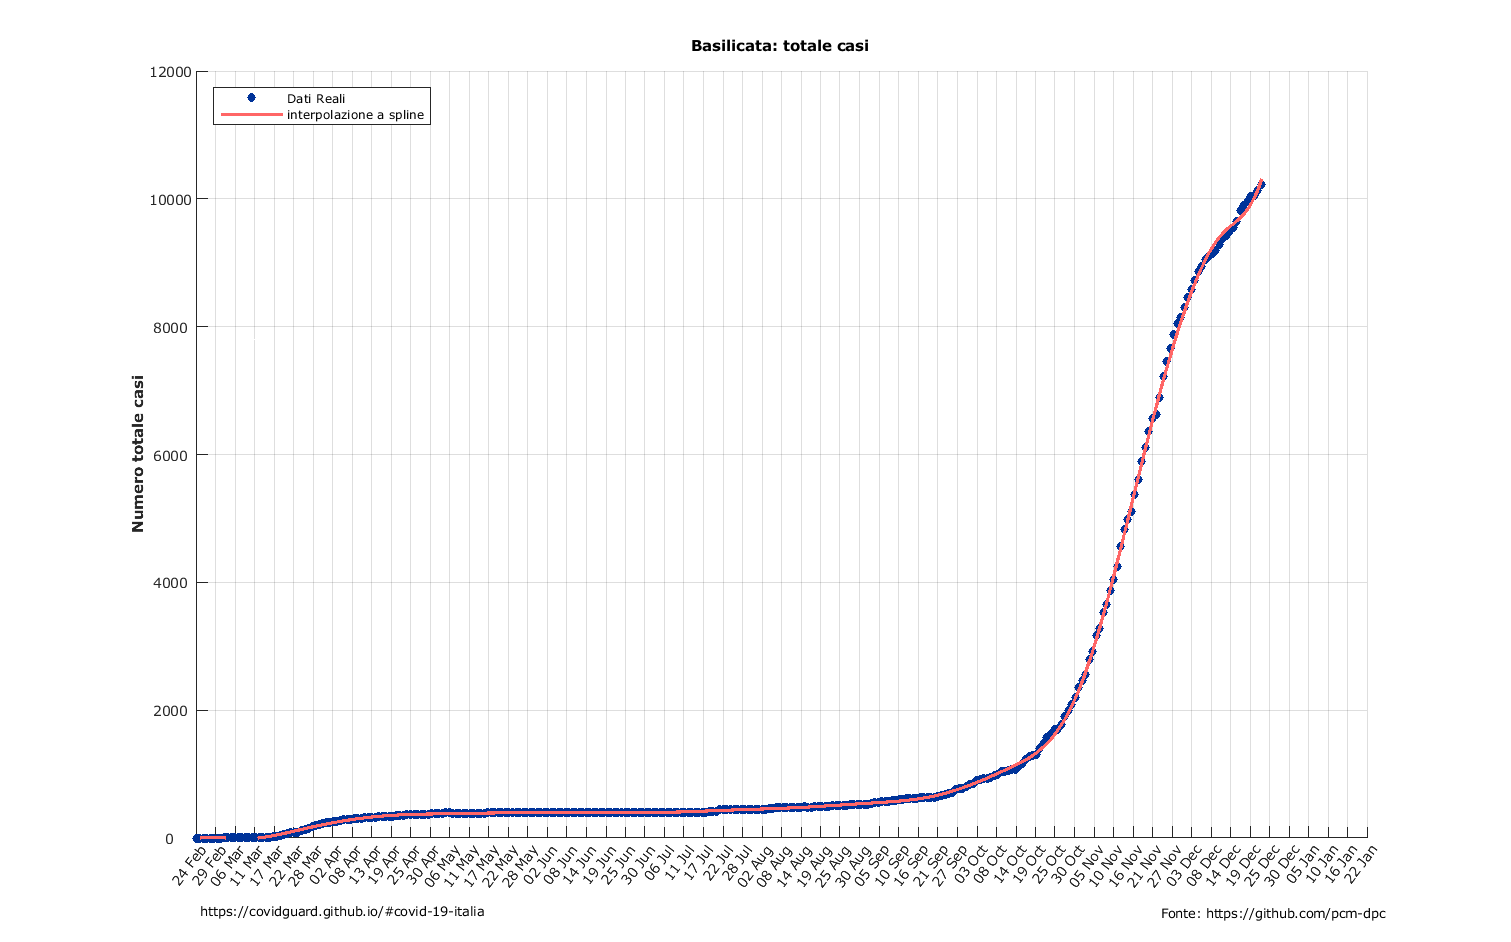 Basilicata: totale casi
Dati Reali
interpolazione a spline
Numero totale casi
12000
10000
8000
6000
4000
2000
0
24 Feb
29 Feb
06 Mar
11 Mar
17 Mar
22 Mar
28 Mar
02 Apr
08 Apr
13 Apr
19 Apr
25 Apr
30 Apr
06 May
11 May
17 May
22 May
28 May
02 Jun
08 Jun
14 Jun
19 Jun
25 Jun
30 Jun
06 Jul
11 Jul
17 Jul
22 Jul
28 Jul
02 Aug
08 Aug
14 Aug
19 Aug
25 Aug
30 Aug
05 Sep
10 Sep
16 Sep
21 Sep
27 Sep
03 Oct
08 Oct
14 Oct
19 Oct
25 Oct
30 Oct
05 Nov
10 Nov
16 Nov
21 Nov
27 Nov
03 Dec
08 Dec
14 Dec
19 Dec
25 Dec
30 Dec
05 Jan
10 Jan
16 Jan
22 Jan
https://covidguard.github.io/#covid-19-italia
Fonte: https://github.com/pcm-dpc